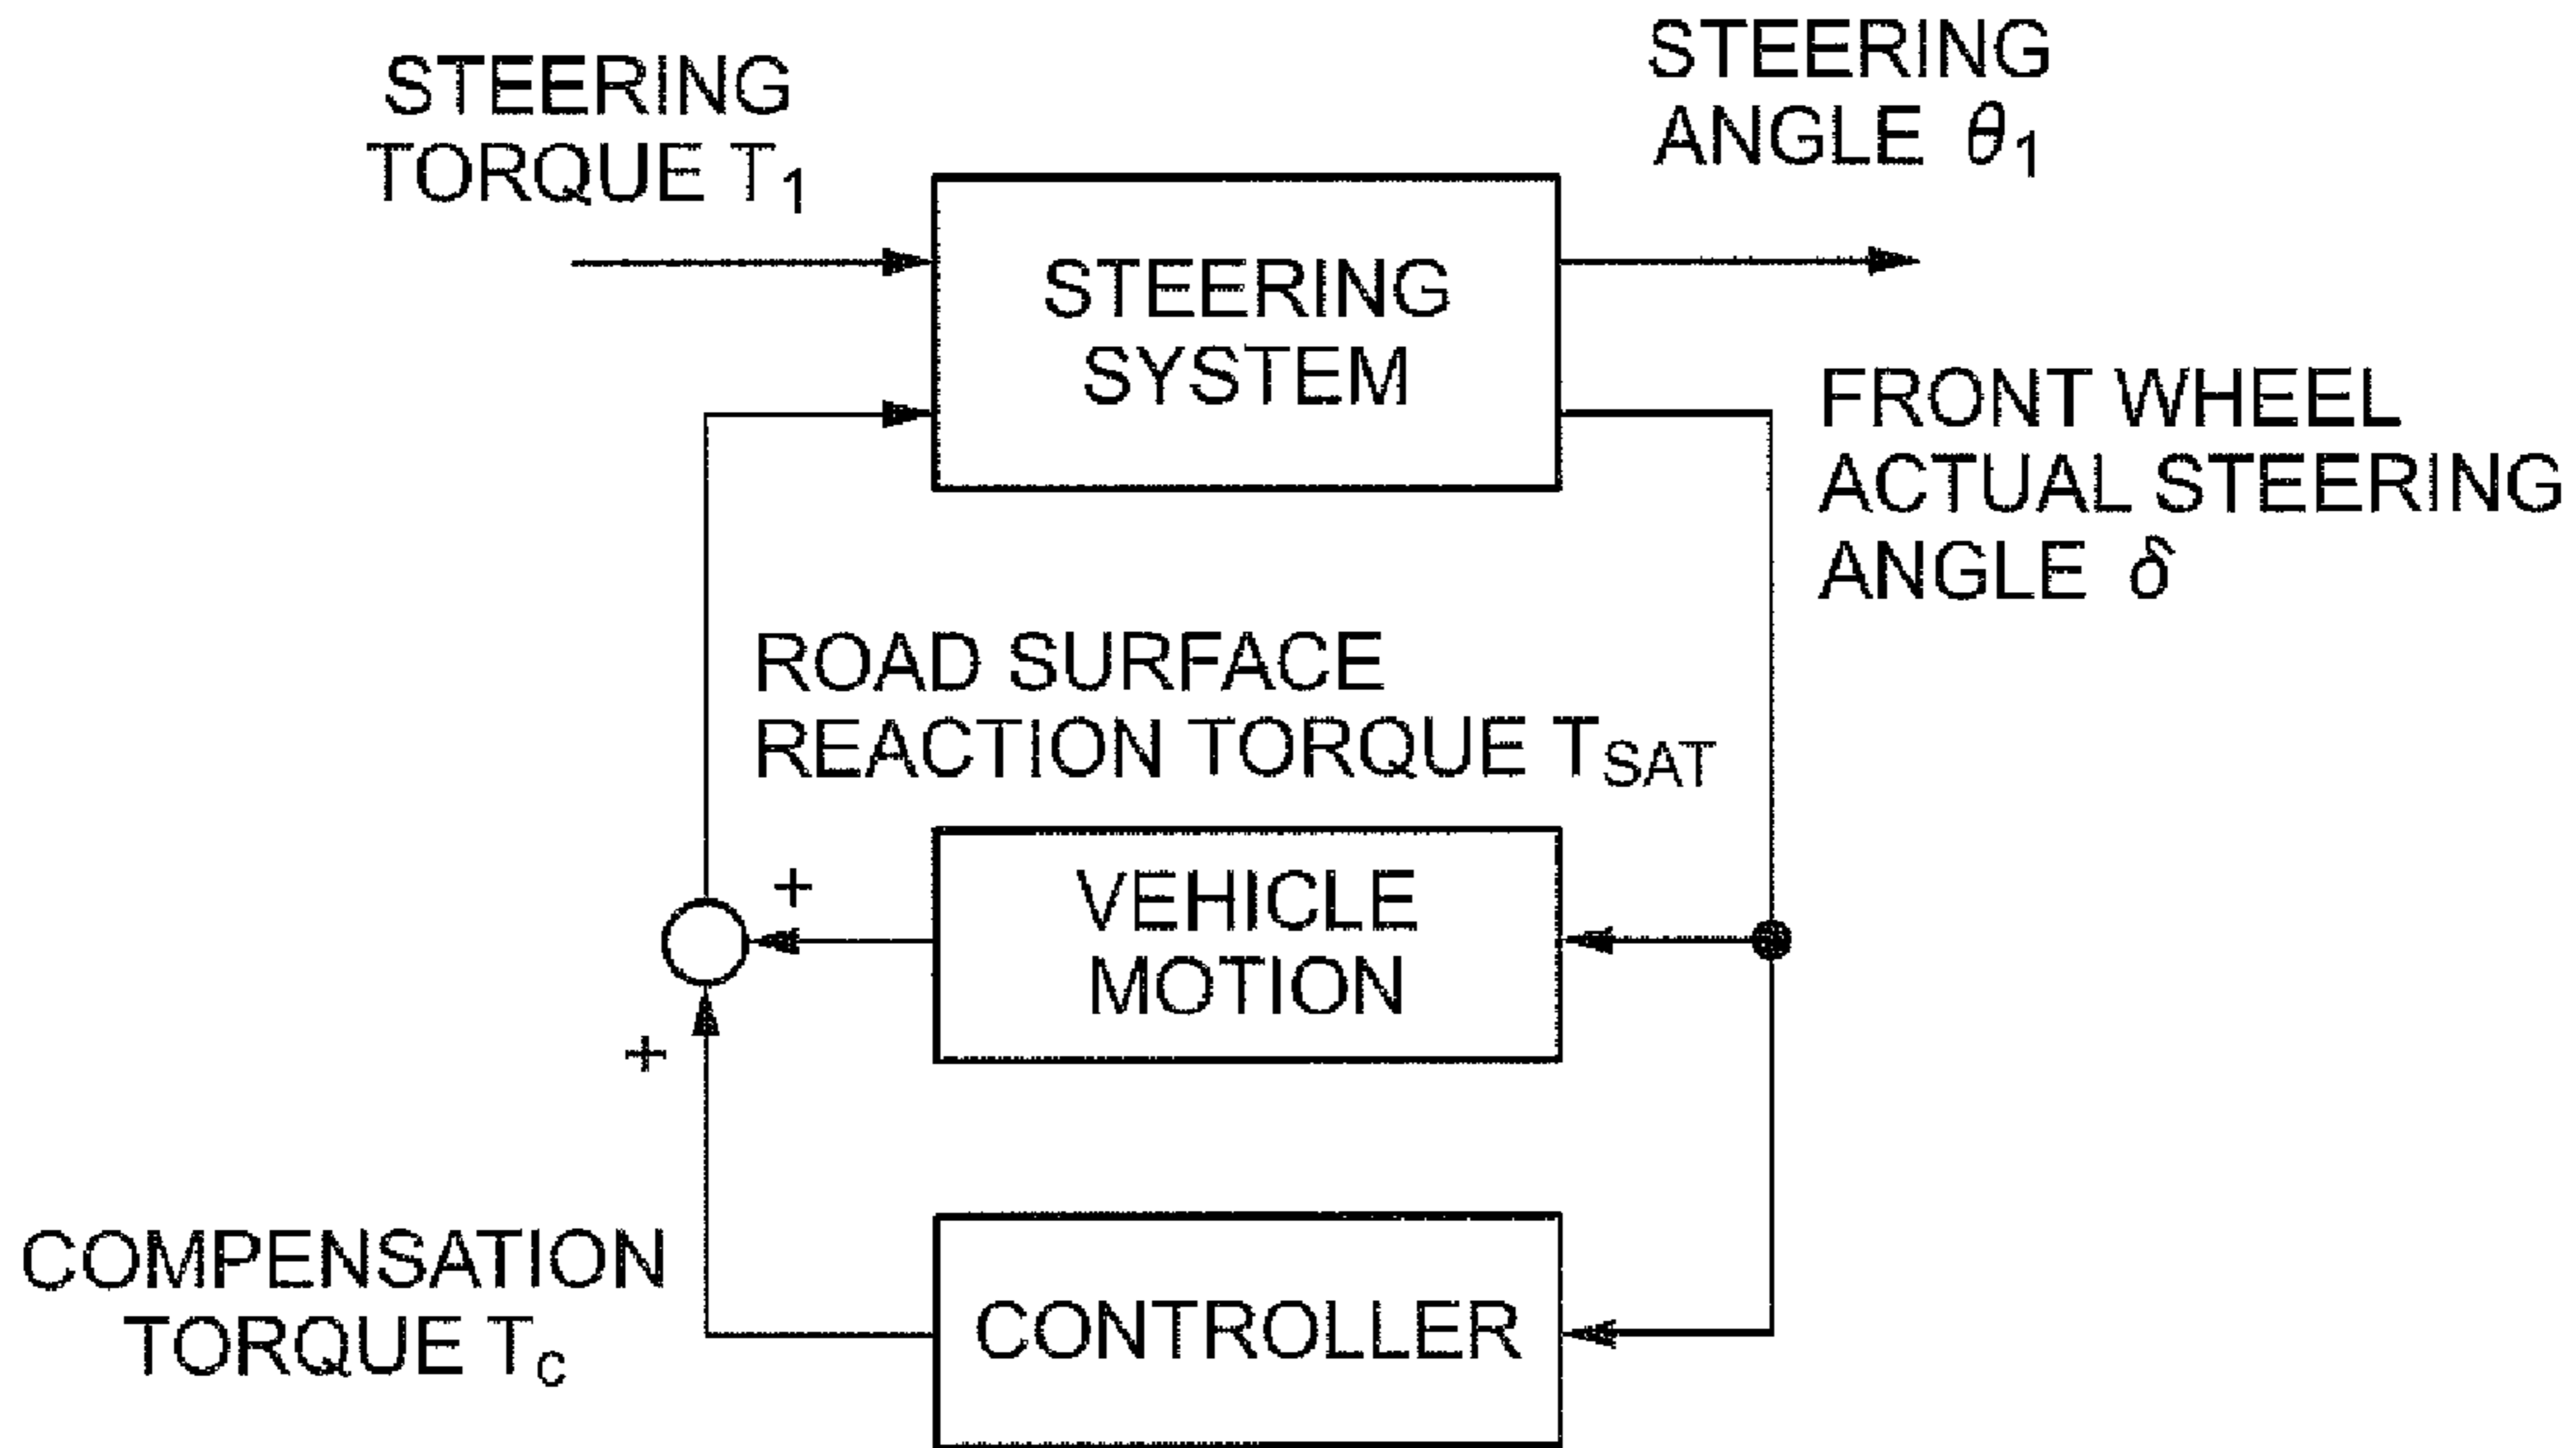 STEERING
TORQUE T1
STEERING
ANGLE θ1
STEERING
SYSTEM
FRONT WHEEL
ACTUAL STEERING
ANGLE δ
ROAD SURFACE
REACTION TORQUE TSAT
+
VEHICLE
MOTION
+
COMPENSATION
TORQUE Tc
CONTROLLER